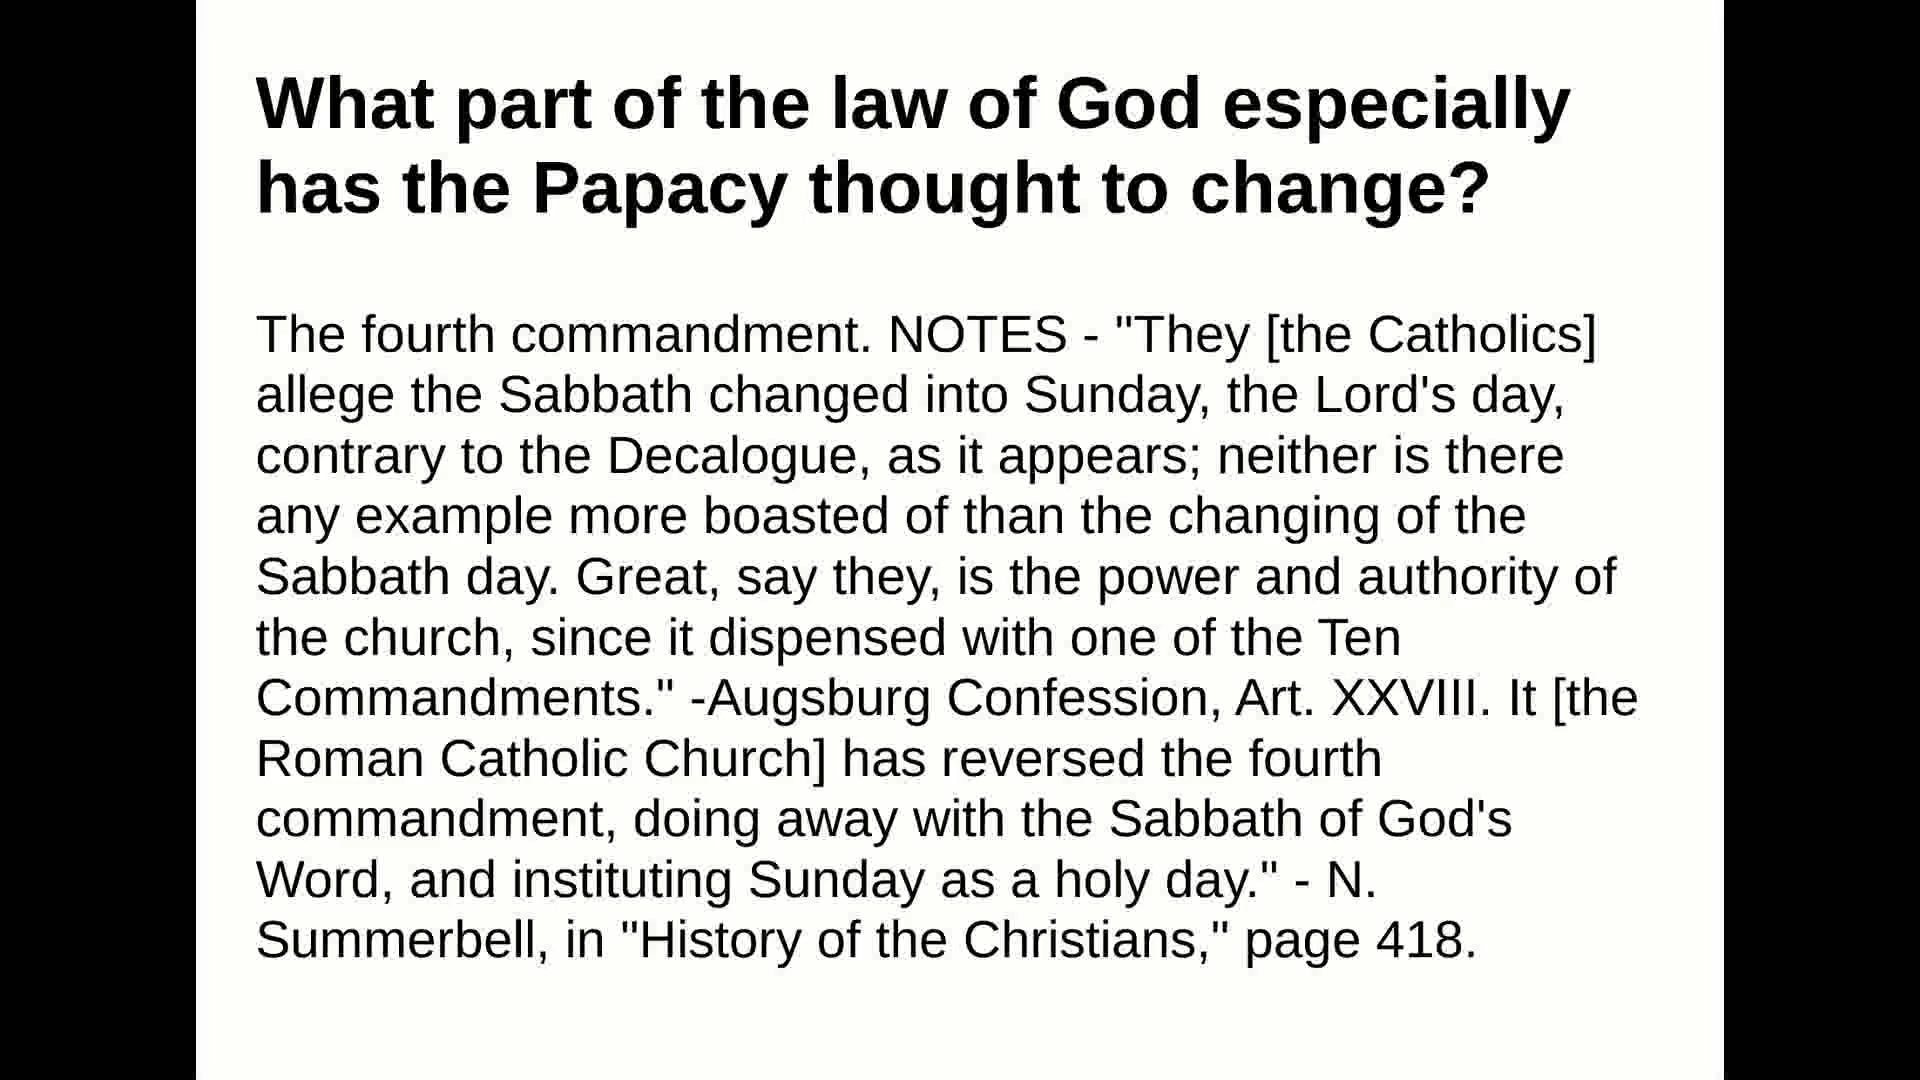 What part of the law of God especially
has the Papacy thought to change?
The fourth commandment. NOTES - "They [the Catholics]
allege the Sabbath changed into Sunday, the Lord's day,
contrary to the Decalogue, as it appears; neither is there
any example more boasted of than the changing of the
Sabbath day. Great, say they, is the power and authority of
the church, since it dispensed with one of the Ten
Commandments." -Augsburg Confession, Art. XXVIII. It [the
Roman Catholic Church] has reversed the fourth
commandment, doing away with the Sabbath of God's
Word, and instituting Sunday as a holy day." - N.
Summerbell, in "History of the Christians," page 418.